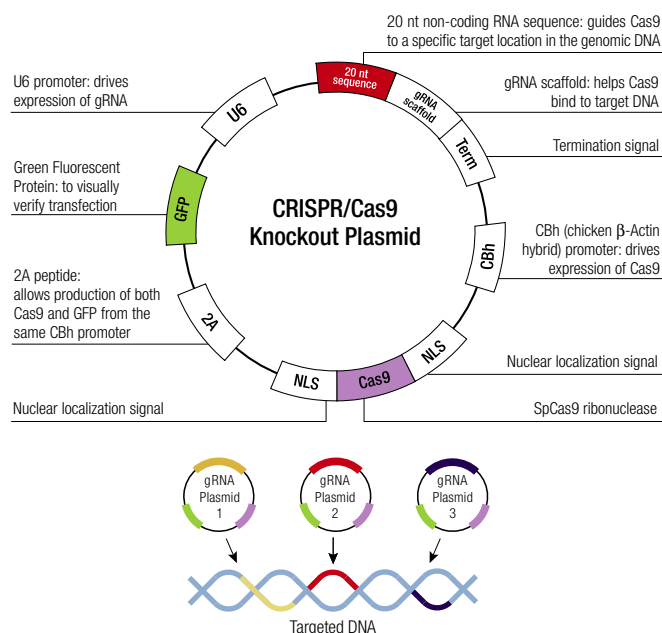 20 nt non-coding RNA sequence: guides Cas9
to a specific target location in the genomic DNA
U6 promoter: drives
expression of gRNA
gRNA scaffold: helps Cas9
bind to target DNA
Termination signal
Green Fluorescent
Protein: to visually
verify transfection
CBh (chicken β-Actin
hybrid) promoter: drives
expression of Cas9
2A peptide:
allows production of both
Cas9 and GFP from the
same CBh promoter
Nuclear localization signal
Nuclear localization signal
SpCas9 ribonuclease
CRISPR/Cas9
Knockout Plasmid
20 nt
sequence
gRNA
scaffold
Term
CBh
NLS
Cas9
NLS
2A
GFP
U6
gRNA
Plasmid
1
gRNA
Plasmid
2
gRNA
Plasmid
3
Targeted DNA